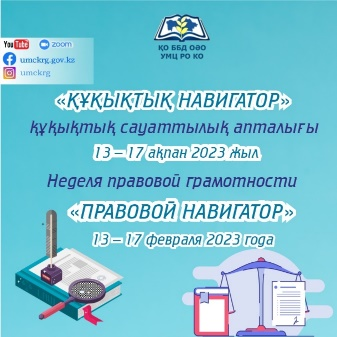 ҚО ББД ОӘО
УМЦ РО КО
YouTube
zoom
umckrg.gov.kz
umckrg
«ҚҰҚЫҚТЫҚ НАВИГАТОР»
құқықтық сауаттылық апталығы
13 – 17 ақпан 2023 жыл
Неделя правовой грамотности
«ПРАВОВОЙ НАВИГАТОР»
13 – 17 февраля 2023 года